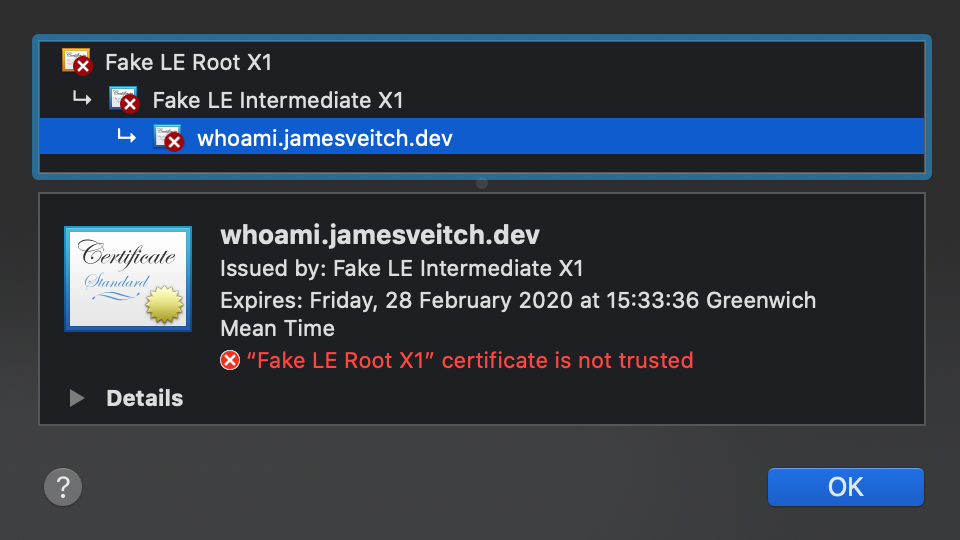 Fake LE Root X1
Fake LE Intermediate X1
whoami.jamesveitch.dev
Certificate
Standard
whoami.jamesveitch.dev
Issued by: Fake LE Intermediate X1
Expires: Friday, 28 February 2020 at 15:33:36 Greenwich
Mean Time
“Fake LE Root X1” certificate is not trusted
Details
?
OK